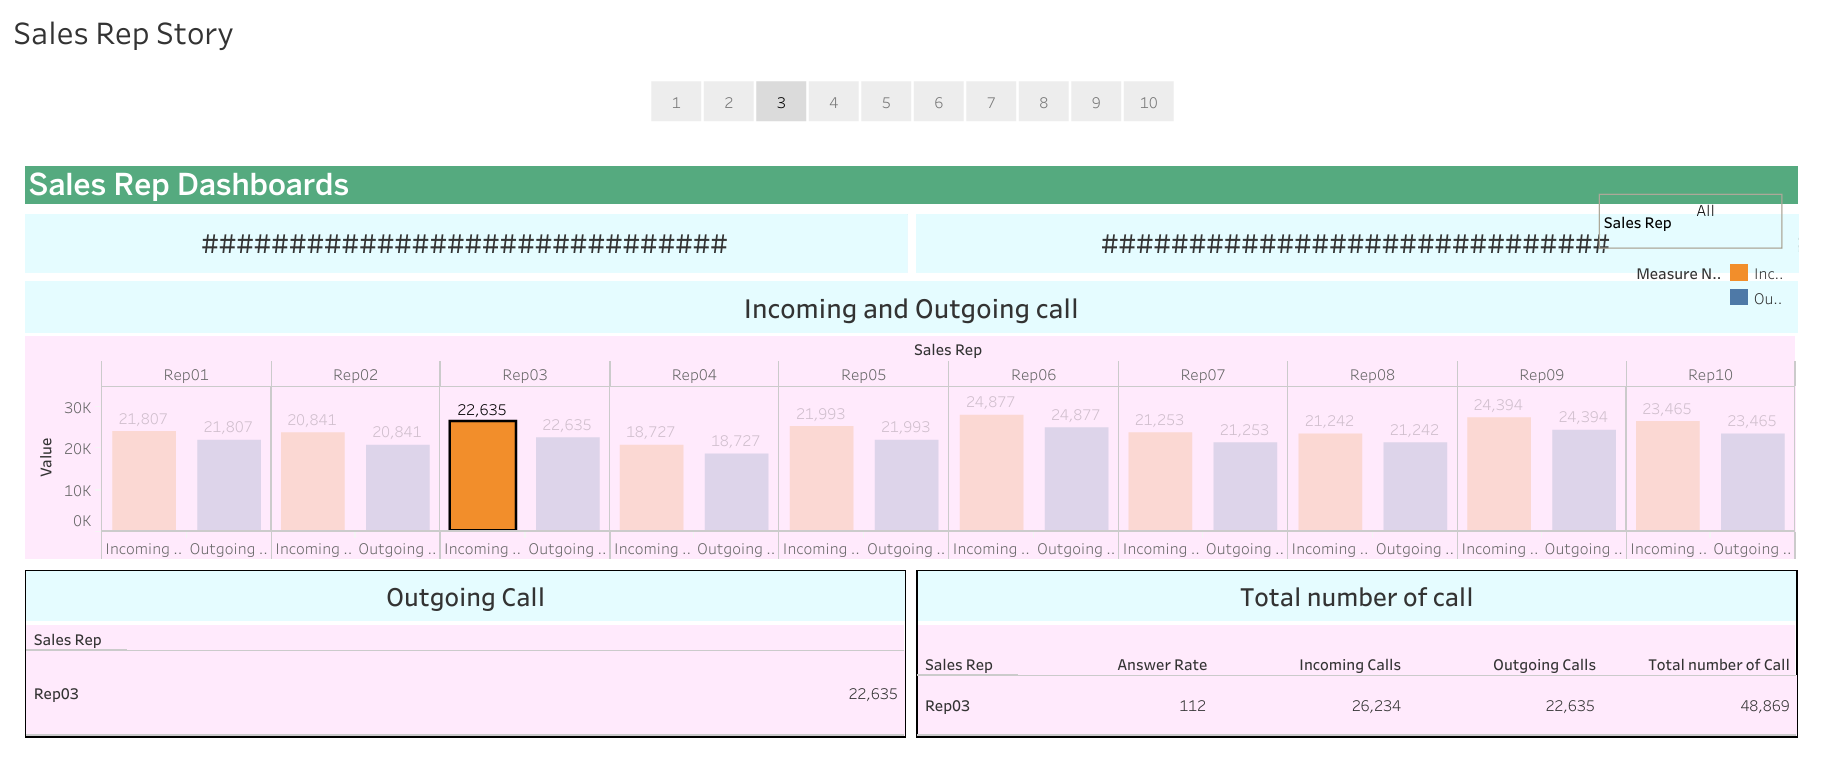 Sales Rep Story
1 2 3 4 5 6 7 8 9 10
Sales Rep Dashboards
All
Sales Rep
############################## #############################
Measure N.. Inc..
Ou..
Incoming and Outgoing call
Sales Rep
Rep01 Rep02 Rep03 Rep04 Rep05 Rep06 Rep07 Rep08 Rep09 Rep10
Value
30K
20K
10K
0K
21,807 21,807 20,841 20,841 22,635 22,635 18,727 18,727 21,993 21,993 24,877 24,877 21,253 21,253 21,242 21,242 24,394 24,394 23,465 23,465
Incoming .. Outgoing .. Incoming .. Outgoing .. Incoming .. Outgoing .. Incoming .. Outgoing .. Incoming .. Outgoing .. Incoming .. Outgoing .. Incoming .. Outgoing .. Incoming .. Outgoing .. Incoming .. Outgoing .. Incoming .. Outgoing ..
Outgoing Call
Sales Rep
Rep03 22,635
Total number of call
Sales Rep Answer Rate Incoming Calls Outgoing Calls Total number of Call
Rep03 112 26,234 22,635 48,869